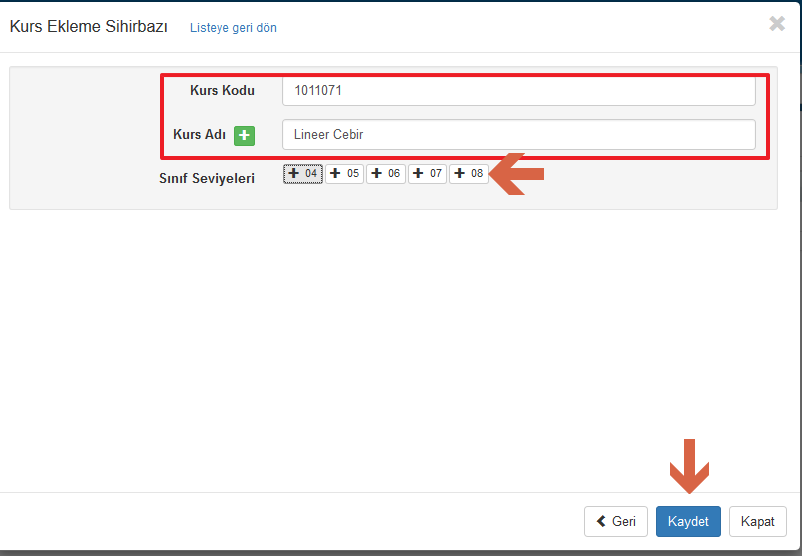 Kurs Ekleme Sihirbazı Listeye geri dön
Kurs Kodu 1011071
Kurs Adı Lineer Cebir
Sınıf Seviyeleri 04 05 06 07 08
Geri Kaydet Kapat